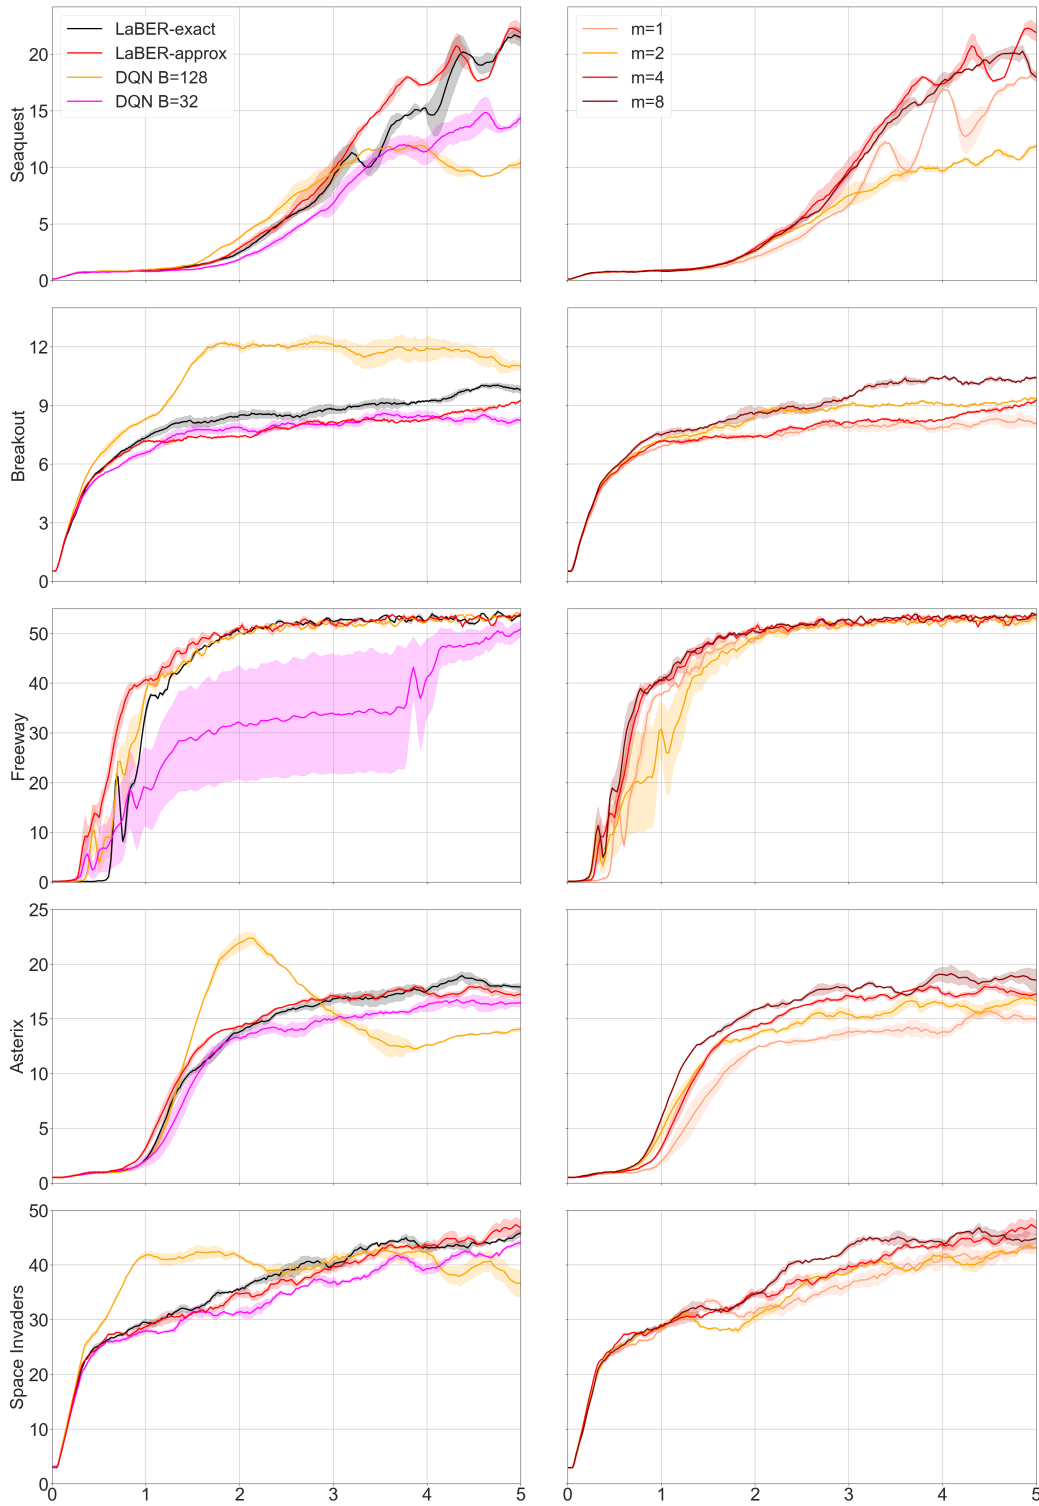 LaBER-exact
LaBER-approx
DQN B=128
DQN B=32
m=1
m=2
m=4
m=8
Seaquest
20
15
10
5
0
Breakout
12
9
6
3
0
Freeway
50
40
30
20
10
0
Asterix
25
20
15
10
5
0
Space Invaders
50
40
30
20
10
0
0 1 2 3 4 5
0 1 2 3 4 5